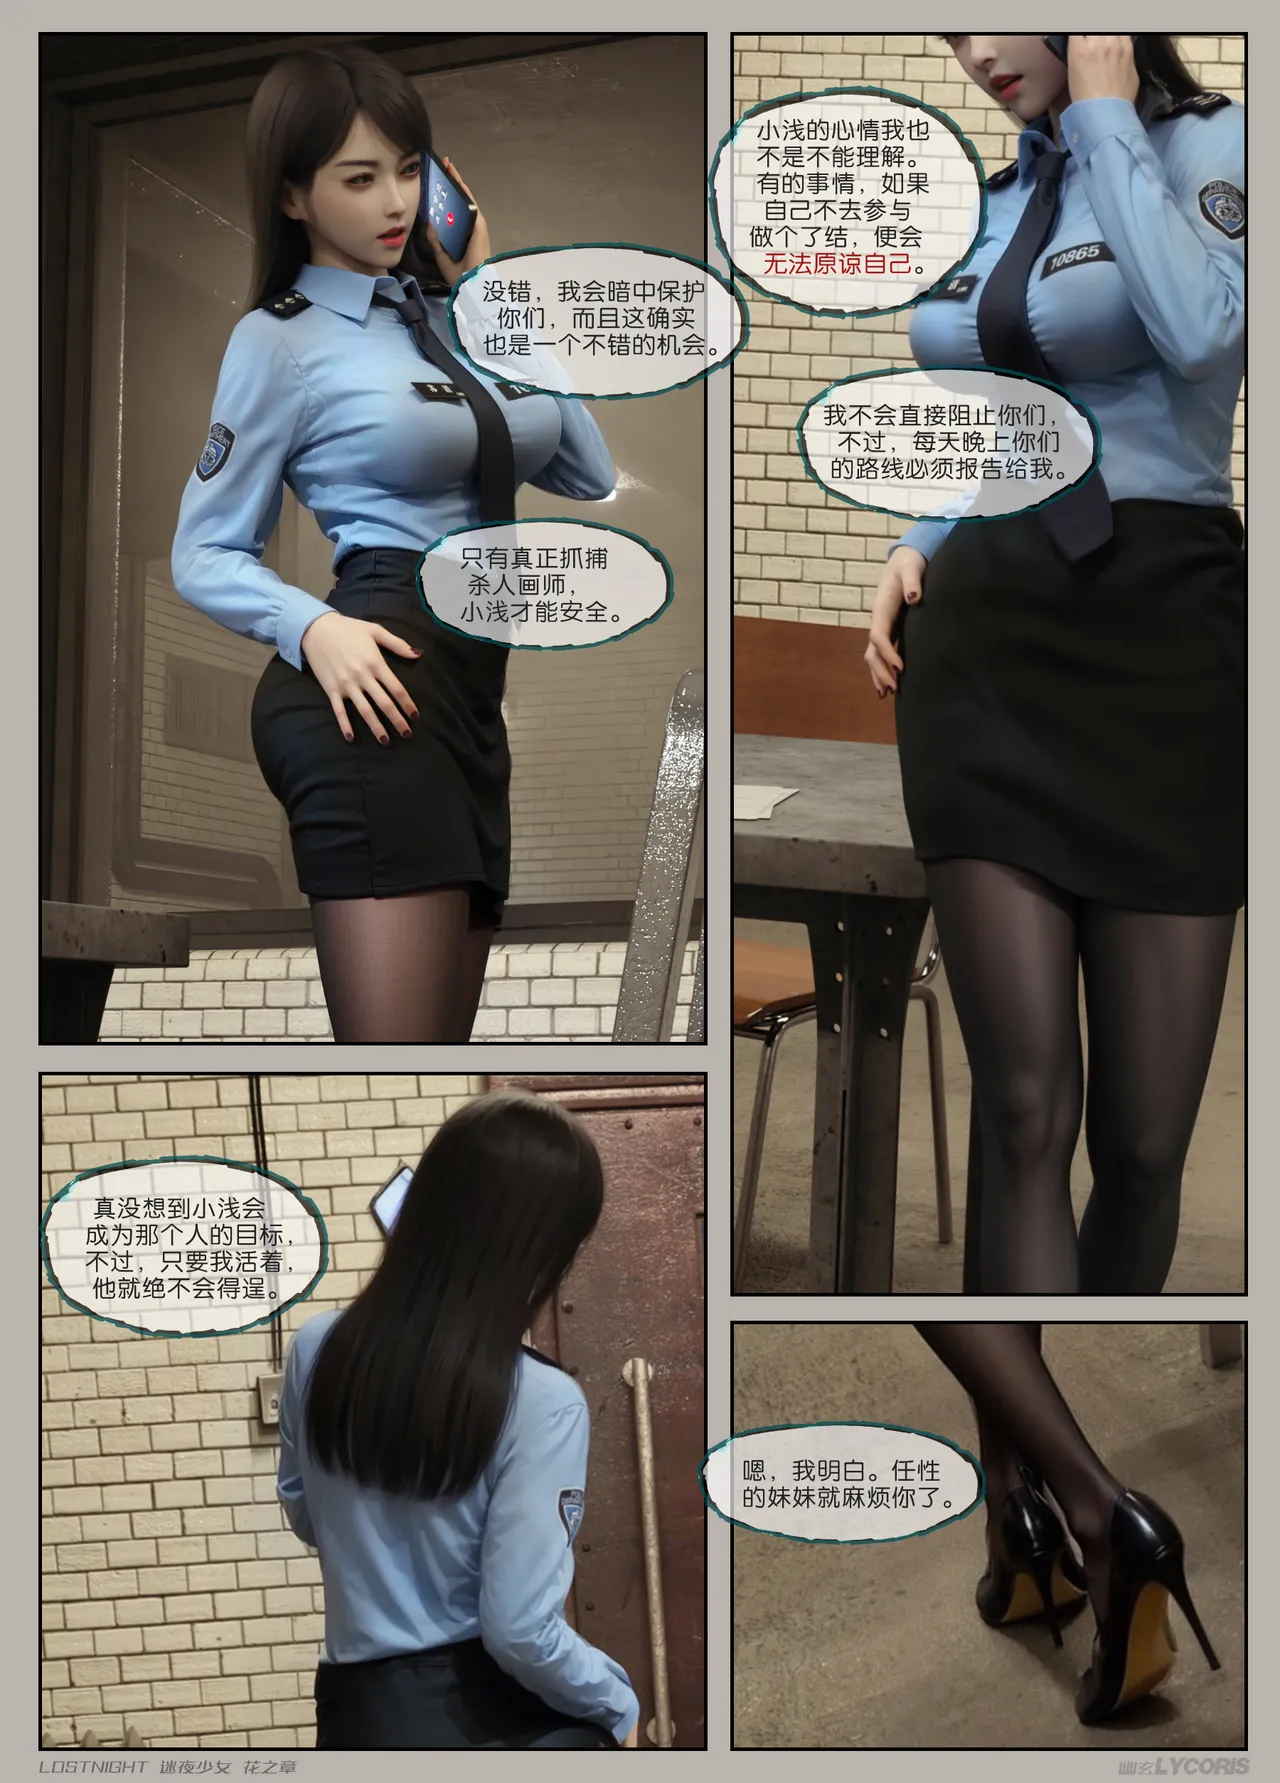 没错，我会暗中保护
你们，而且这确实
也是一个不错的机会。
只有真正抓捕
杀人画师，
小浅才能安全。
小浅的心情我也
不是不能理解。
有的事情，如果
自己不去参与
做个了结，便会
无法原谅自己。
10865
我不会直接阻止你们，
不过，每天晚上你们
的路线必须报告给我。
真没想到小浅会
成为那个人的目标，
不过，只要我活着，
他就绝不会得逞。
嗯，我明白。任性
的妹妹就麻烦你了。
LOSTNIGHT 迷夜少女 花之章
幽玄LYCORiS